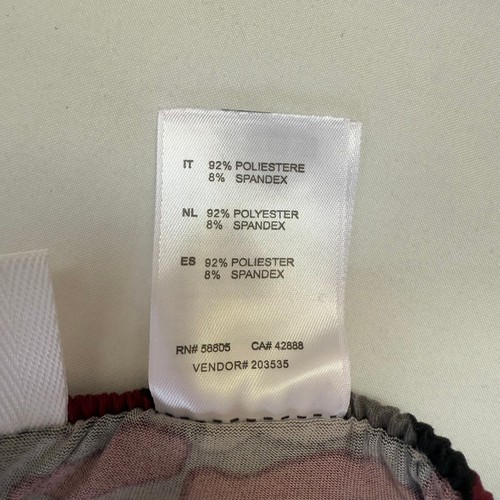 IT 92% POLIESTERE
8% SPANDEX
NL 92% POLYESTER
8% SPANDEX
ES 92% POLIESTER
8% SPANDEX
RN# 58805 CA# 42888
VENDOR# 203535